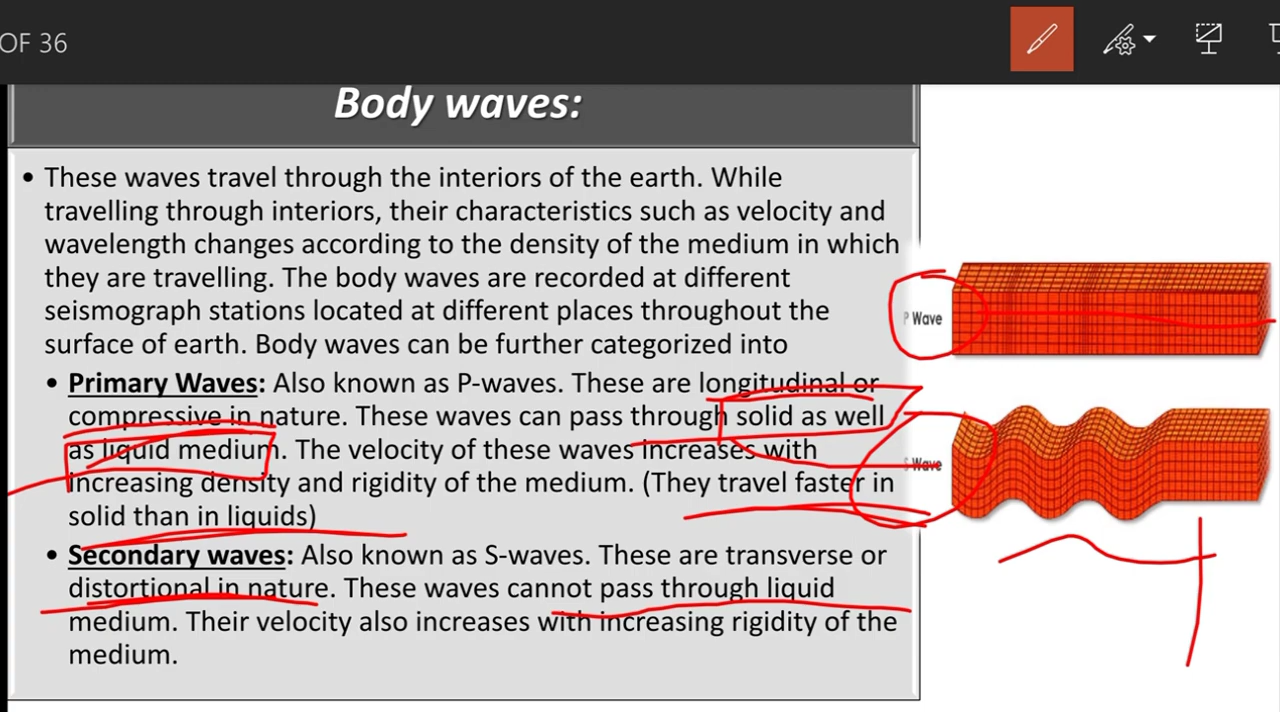 OF 36
Body waves:
• These waves travel through the interiors of the earth. While
travelling through interiors, their characteristics such as velocity and
wavelength changes according to the density of the medium in which
they are travelling. The body waves are recorded at different
seismograph stations located at different places throughout the
surface of earth. Body waves can be further categorized into
P Wave
• Primary Waves: Also known as P-waves. These are longitudinal or
compressive in nature. These waves can pass through solid as well
as liquid medium. The velocity of these waves increases with
increasing density and rigidity of the medium. (They travel faster in
solid than in liquids)
S Wave
• Secondary waves: Also known as S-waves. These are transverse or
distortional in nature. These waves cannot pass through liquid
medium. Their velocity also increases with increasing rigidity of the
medium.